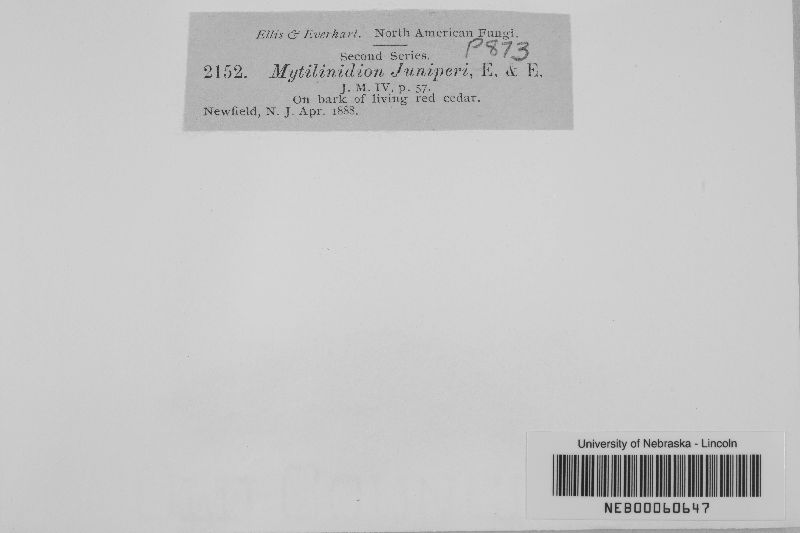 Ellis & Everhart. North American Fungi.
P873
Second Series.
2152. Mytilinidion Juniperi, E. & E.
J. M. IV, p. 57.
On bark of living red cedar.
Newfield, N. J. Apr. 1888.
University of Nebraska - Lincoln
NEB00060647